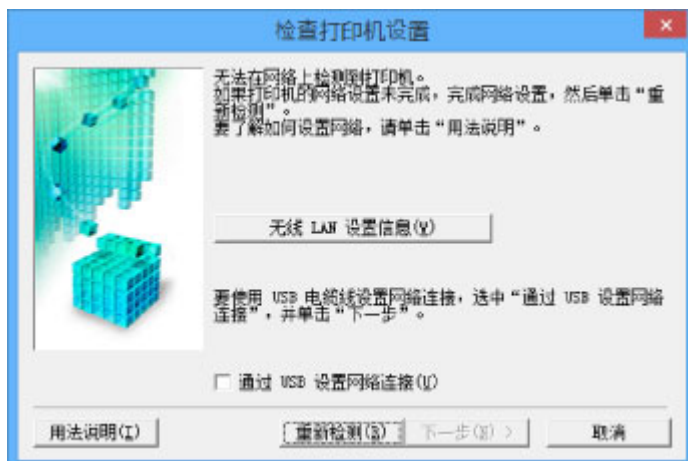 检查打印机设置
无法在网络上检测到打印机。
如果打印机的网络设置未完成，完成网络设置，然后单击“重
新检测”。
要了解如何设置网络，请单击“用法说明”。
无线 LAN 设置信息(W)
要使用 USB 电缆线设置网络连接，选中“通过 USB 设置网络
连接”，并单击“下一步”。
通过 USB 设置网络连接(U)
用法说明(I) 重新检测(R) 下一步(N) > 取消